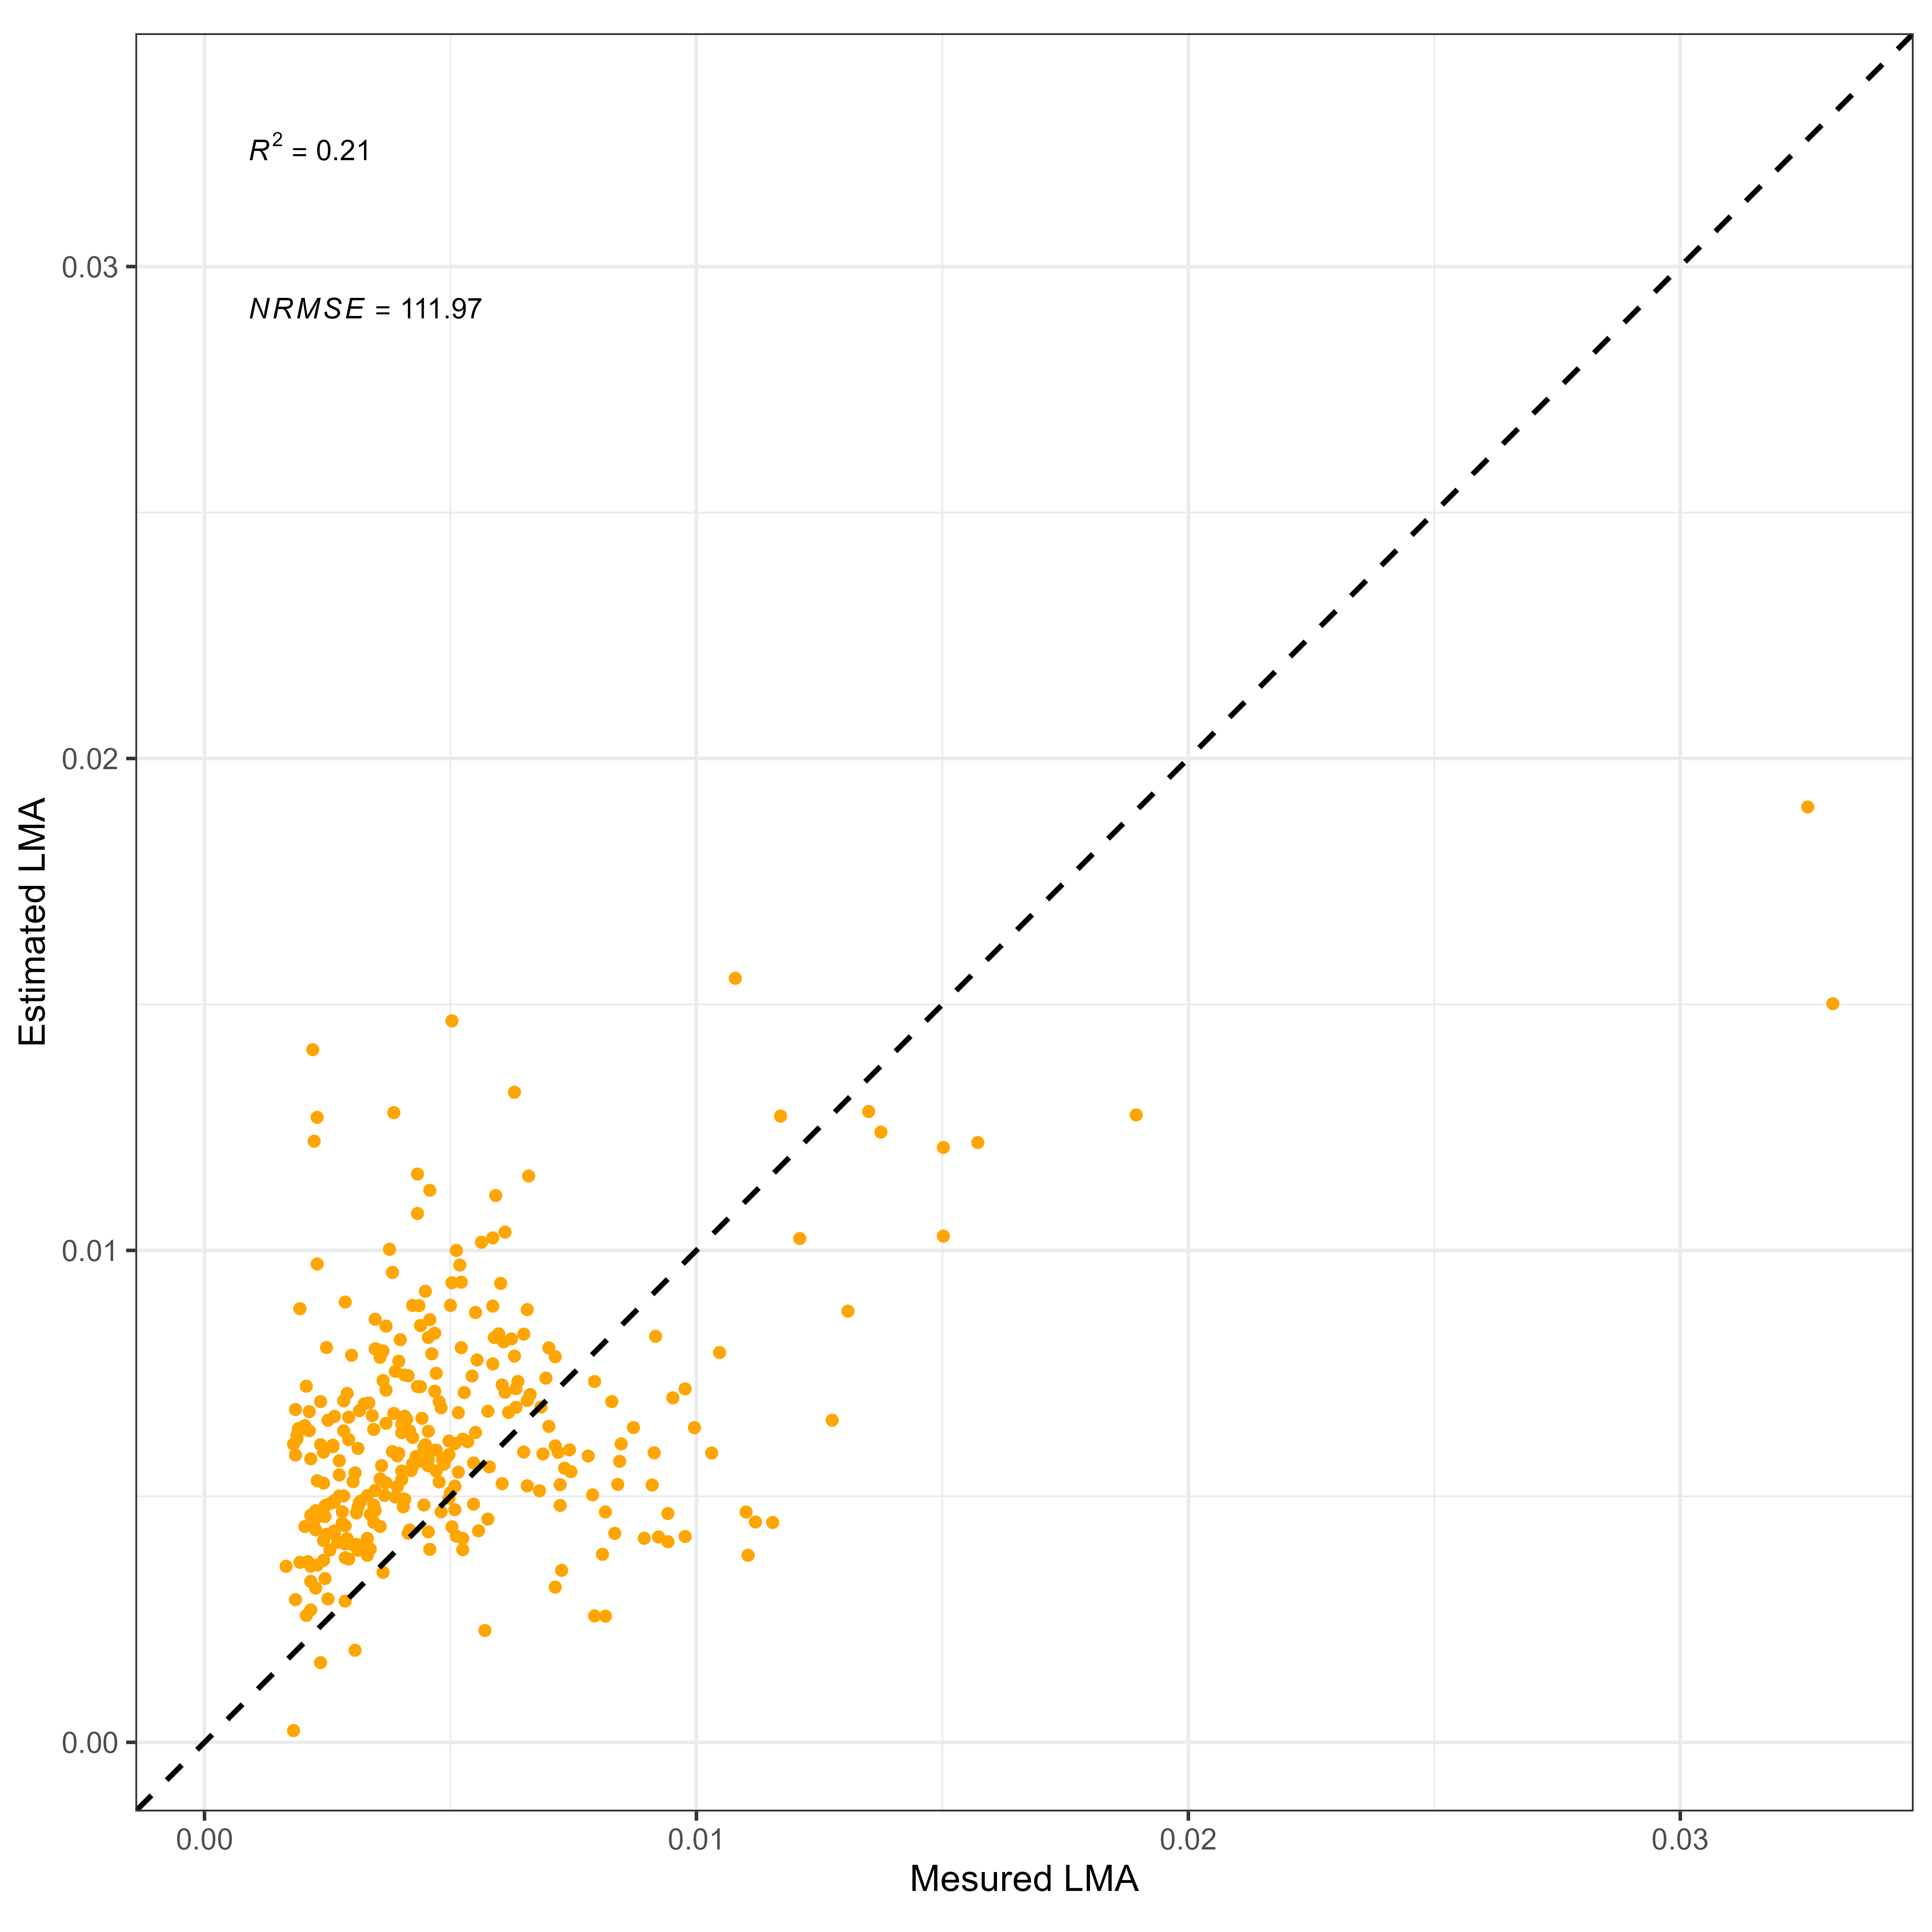 R² = 0.21
NRMSE = 111.97
0.03
0.02
0.01
0.00
Estimated LMA
0.00 0.01 0.02 0.03
Mesured LMA